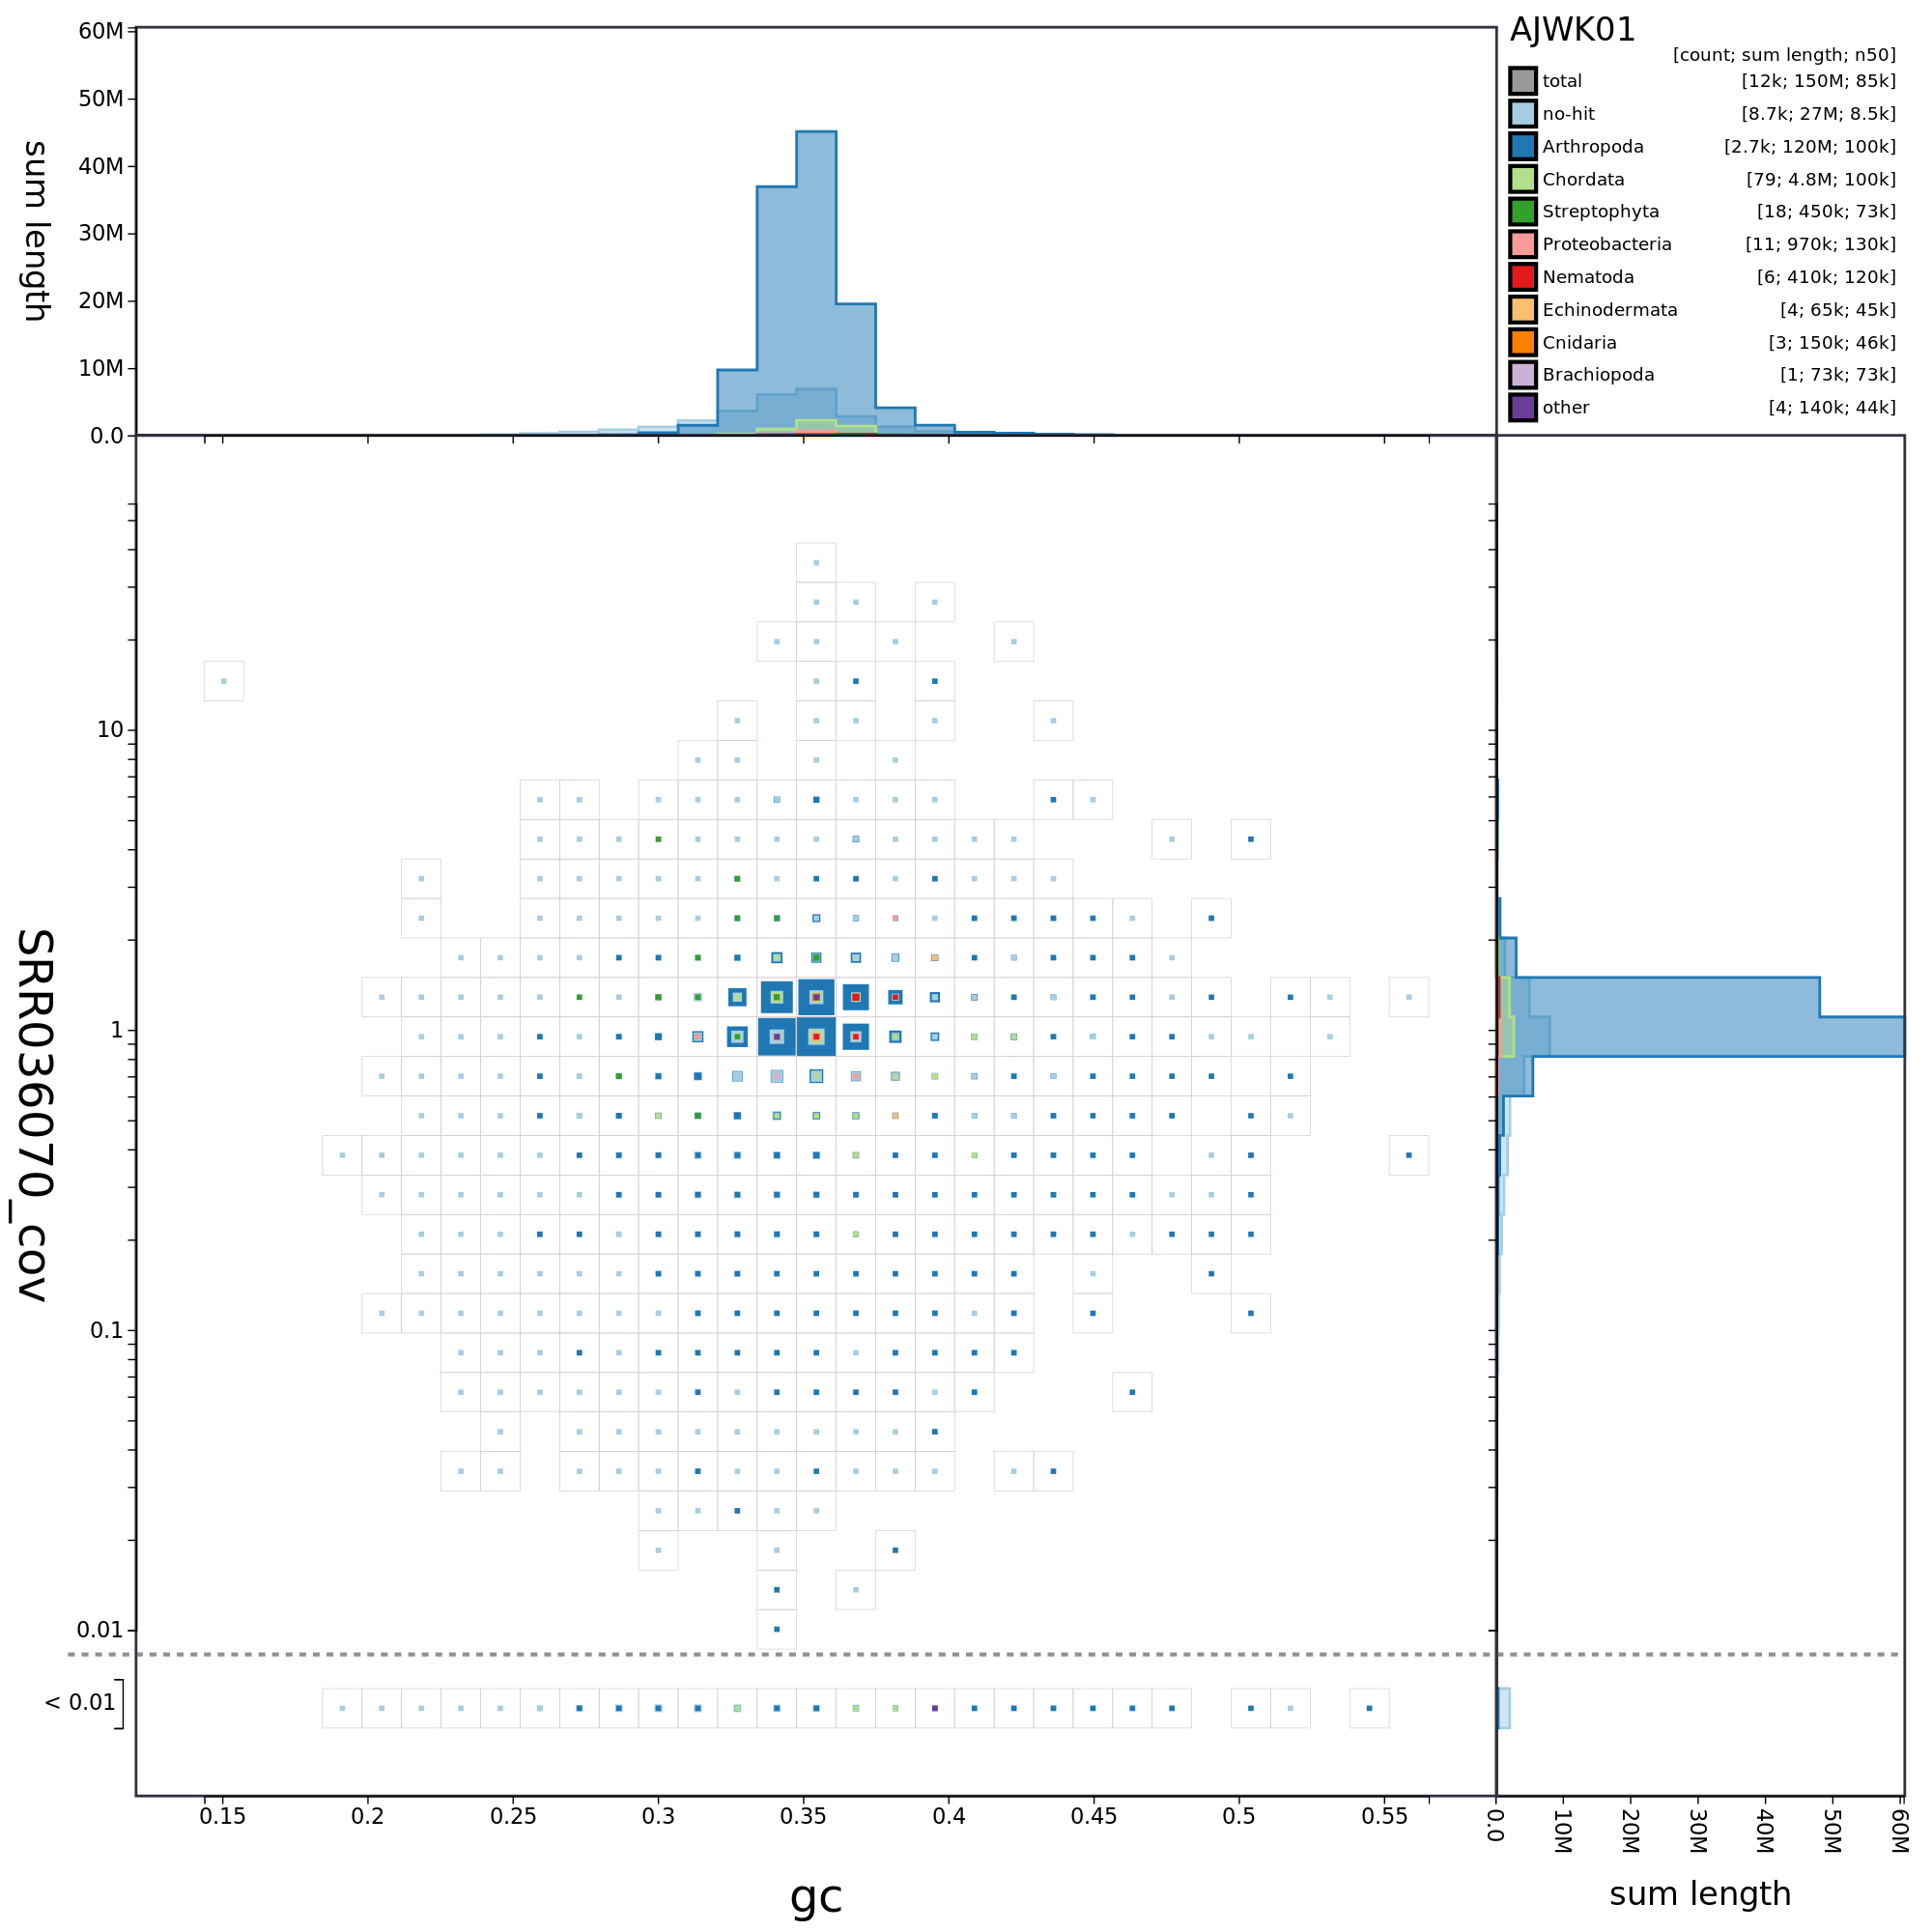 AJWK01
[count; sum length; n50]
total [12k; 150M; 85k]
no-hit [8.7k; 27M; 8.5k]
Arthropoda [2.7k; 120M; 100k]
Chordata [79; 4.8M; 100k]
Streptophyta [18; 450k; 73k]
Proteobacteria [11; 970k; 130k]
Nematoda [6; 410k; 120k]
Echinodermata [4; 65k; 45k]
Cnidaria [3; 150k; 46k]
Brachiopoda [1; 73k; 73k]
other [4; 140k; 44k]
sum length
60M
50M
40M
30M
20M
10M
0.0
SRR036070_cov
10
1
0.1
0.01
< 0.01
0.15 0.2 0.25 0.3 0.35 0.4 0.45 0.5 0.55
gc
0.0 10M 20M 30M 40M 50M 60M
sum length